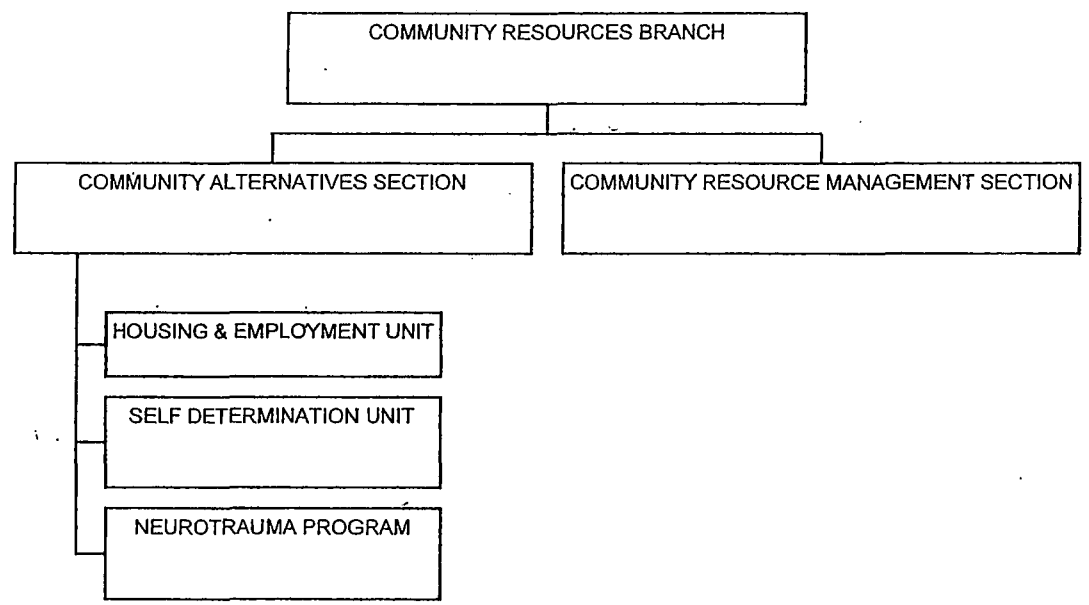 COMMUNITY RESOURCES BRANCH
COMMUNITY ALTERNATIVES SECTION
COMMUNITY RESOURCE MANAGEMENT SECTION
HOUSING & EMPLOYMENT UNIT
SELF DETERMINATION UNIT
NEUROTRAUMA PROGRAM